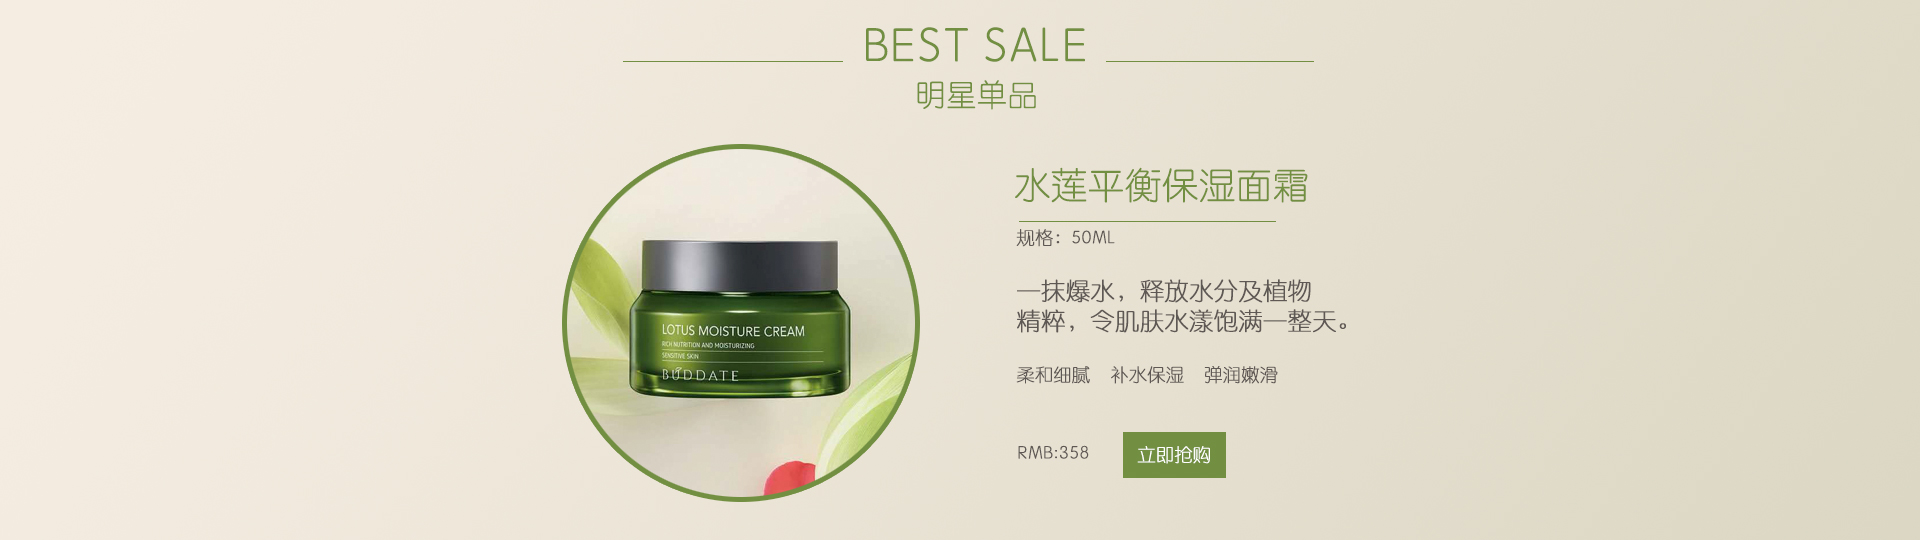 BEST SALE
明星单品
水莲平衡保湿面霜
规格：50ML
一抹爆水，释放水分及植物
精粹，令肌肤水漾饱满一整天。
柔和细腻 补水保湿 弹润嫩滑
RMB:358 立即抢购
LOTUS MOISTURE CREAM
RICH NUTRITION AND MOISTURIZING
SENSITIVE SKIN
BUDDATE